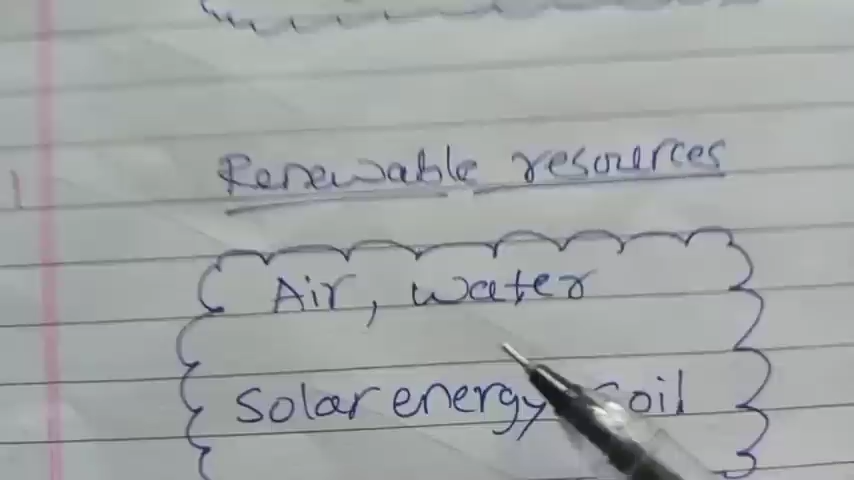 Renewable resources
Air, water
Solar energy soil